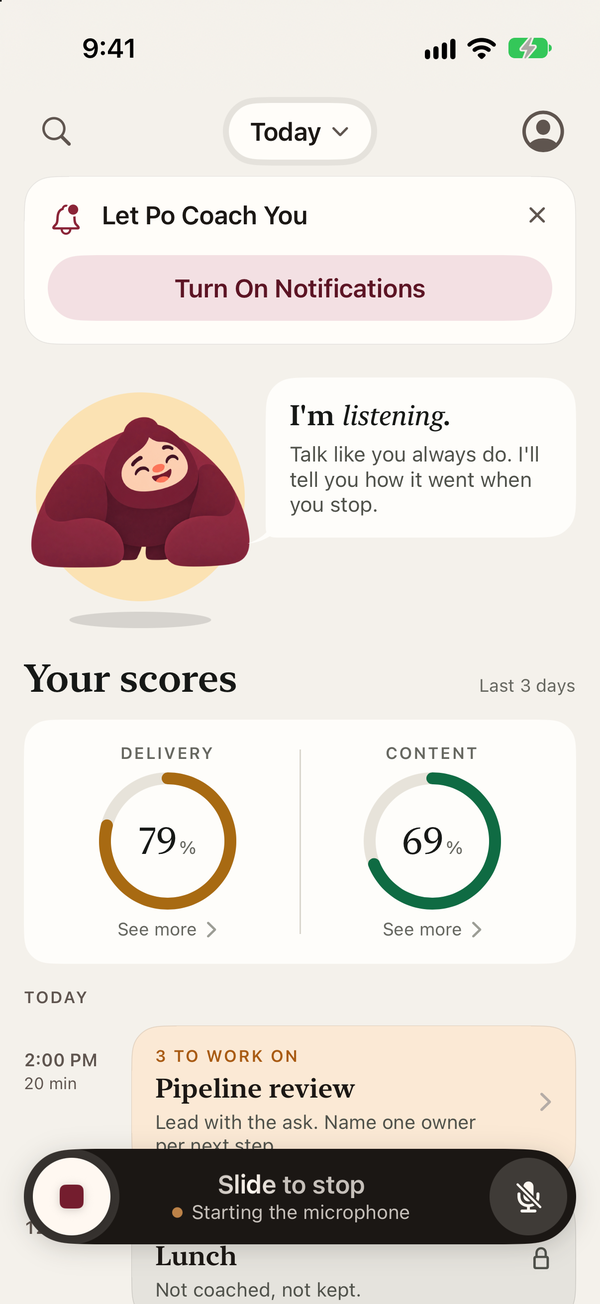 9:41
Today
Let Po Coach You
Turn On Notifications
I'm listening.
Talk like you always do. I'll
tell you how it went when
you stop.
Your scores
Last 3 days
DELIVERY
CONTENT
79%
69%
See more
See more
TODAY
2:00 PM
20 min
3 TO WORK ON
Pipeline review
Lead with the ask. Name one owner
per next step
Slide to stop
Starting the microphone
Lunch
Not coached, not kept.